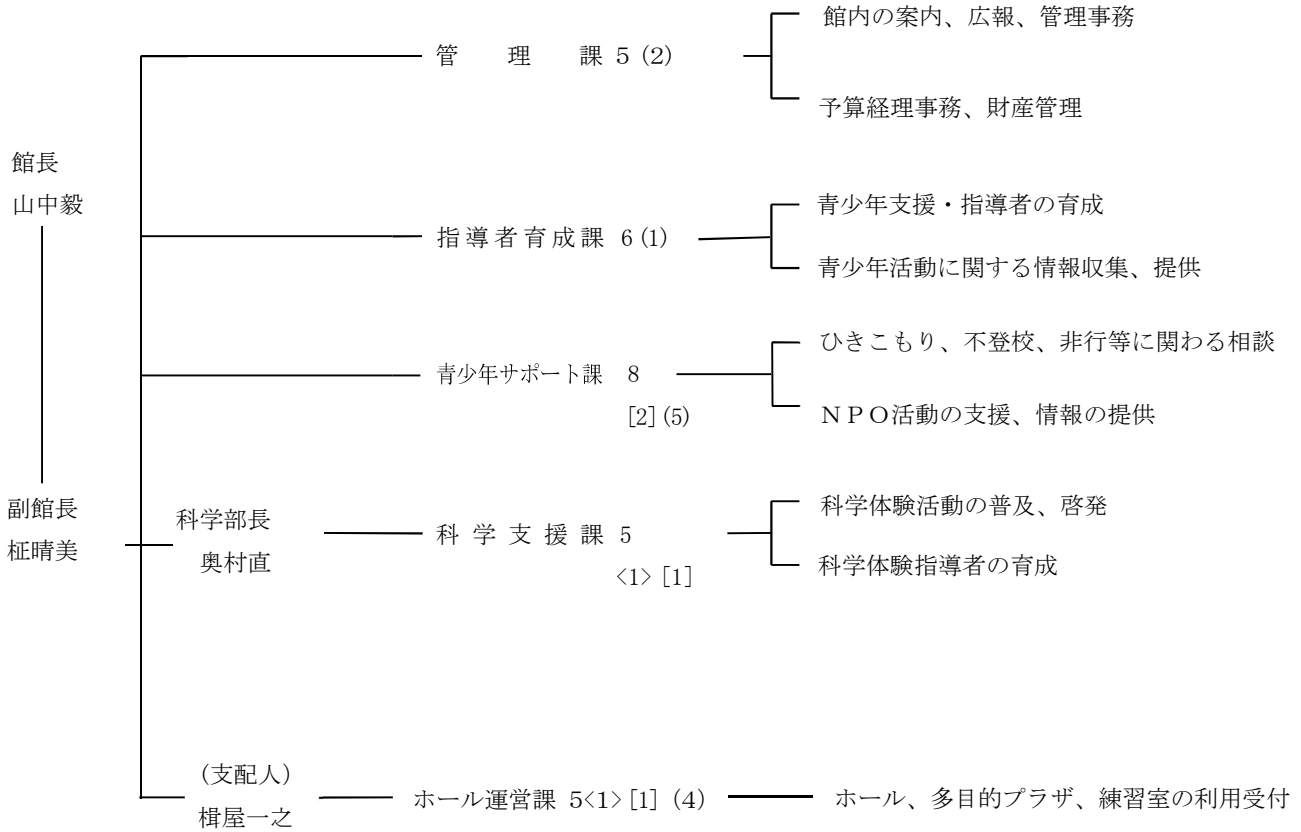 館内の案内、広報、管理事務
管　理　課 5 (2)
予算経理事務、財産管理
館長
山中毅
青少年支援・指導者の育成
指導者育成課 6 (1)
青少年活動に関する情報収集、提供
ひきこもり、不登校、非行等に関わる相談
青少年サポート課 8
[2] (5)
ＮＰＯ活動の支援、情報の提供
副館長
柾晴美
科学部長
奥村直
科学支援課 5
<1> [1]
科学体験活動の普及、啓発
科学体験指導者の育成
(支配人)
楫屋一之
ホール運営課 5<1> [1] (4)
ホール、多目的プラザ、練習室の利用受付